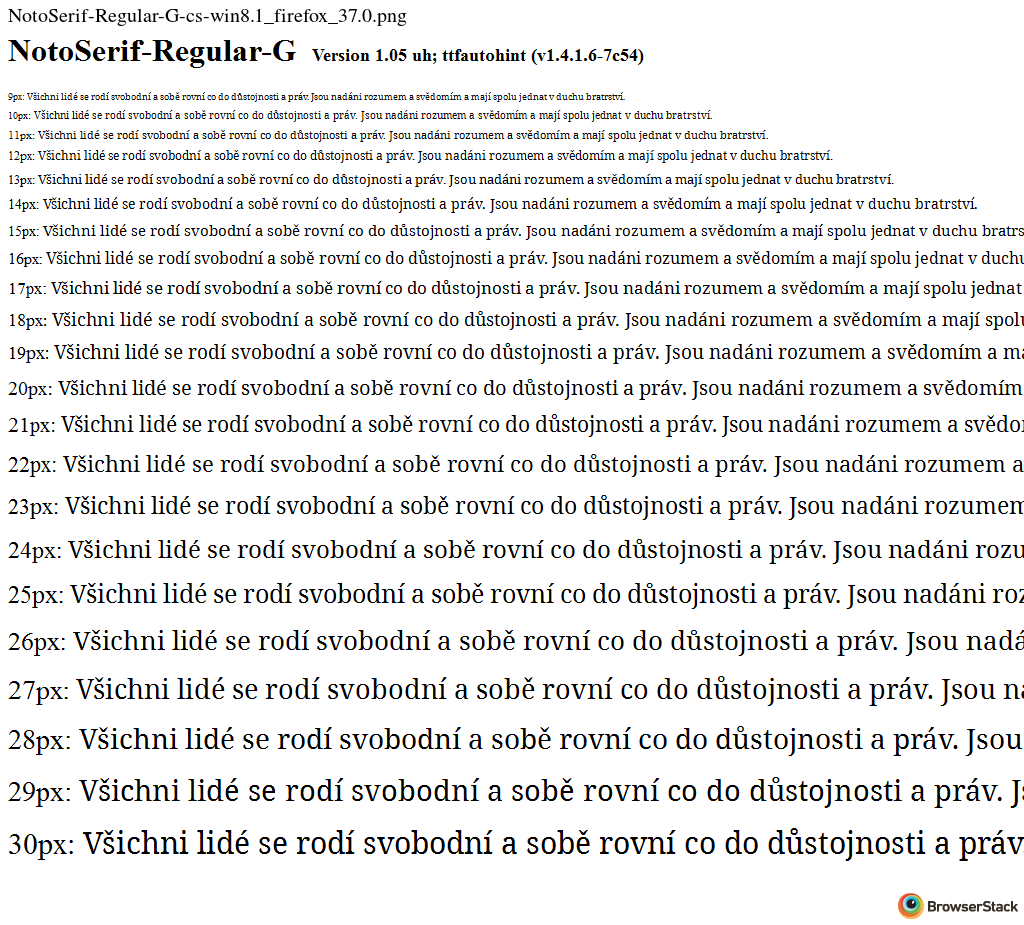 NotoSerif-Regular-G-cs-win8.1_firefox_37.0.png
NotoSerif-Regular-G Version 1.05 uh; ttfautohint (v1.4.1.6-7c54)
9px: Všichni lidé se rodí svobodní a sobě rovní co do důstojnosti a práv. Jsou nadáni rozumem a svědomím a mají spolu jednat v duchu bratrství.
10px: Všichni lidé se rodí svobodní a sobě rovní co do důstojnosti a práv. Jsou nadáni rozumem a svědomím a mají spolu jednat v duchu bratrství.
11px: Všichni lidé se rodí svobodní a sobě rovní co do důstojnosti a práv. Jsou nadáni rozumem a svědomím a mají spolu jednat v duchu bratrství.
12px: Všichni lidé se rodí svobodní a sobě rovní co do důstojnosti a práv. Jsou nadáni rozumem a svědomím a mají spolu jednat v duchu bratrství.
13px: Všichni lidé se rodí svobodní a sobě rovní co do důstojnosti a práv. Jsou nadáni rozumem a svědomím a mají spolu jednat v duchu bratrství.
14px: Všichni lidé se rodí svobodní a sobě rovní co do důstojnosti a práv. Jsou nadáni rozumem a svědomím a mají spolu jednat v duchu bratrství.
15px: Všichni lidé se rodí svobodní a sobě rovní co do důstojnosti a práv. Jsou nadáni rozumem a svědomím a mají spolu jednat v duchu bratrs
16px: Všichni lidé se rodí svobodní a sobě rovní co do důstojnosti a práv. Jsou nadáni rozumem a svědomím a mají spolu jednat v duchu
17px: Všichni lidé se rodí svobodní a sobě rovní co do důstojnosti a práv. Jsou nadáni rozumem a svědomím a mají spolu jednat
18px: Všichni lidé se rodí svobodní a sobě rovní co do důstojnosti a práv. Jsou nadáni rozumem a svědomím a mají spolu
19px: Všichni lidé se rodí svobodní a sobě rovní co do důstojnosti a práv. Jsou nadáni rozumem a svědomím a ma
20px: Všichni lidé se rodí svobodní a sobě rovní co do důstojnosti a práv. Jsou nadáni rozumem a svědomím
21px: Všichni lidé se rodí svobodní a sobě rovní co do důstojnosti a práv. Jsou nadáni rozumem a svědo
22px: Všichni lidé se rodí svobodní a sobě rovní co do důstojnosti a práv. Jsou nadáni rozumem a
23px: Všichni lidé se rodí svobodní a sobě rovní co do důstojnosti a práv. Jsou nadáni rozumem
24px: Všichni lidé se rodí svobodní a sobě rovní co do důstojnosti a práv. Jsou nadáni rozu
25px: Všichni lidé se rodí svobodní a sobě rovní co do důstojnosti a práv. Jsou nadáni roz
26px: Všichni lidé se rodí svobodní a sobě rovní co do důstojnosti a práv. Jsou nadá
27px: Všichni lidé se rodí svobodní a sobě rovní co do důstojnosti a práv. Jsou na
28px: Všichni lidé se rodí svobodní a sobě rovní co do důstojnosti a práv. Jsou
29px: Všichni lidé se rodí svobodní a sobě rovní co do důstojnosti a práv. Js
30px: Všichni lidé se rodí svobodní a sobě rovní co do důstojnosti a práv.
BrowserStack